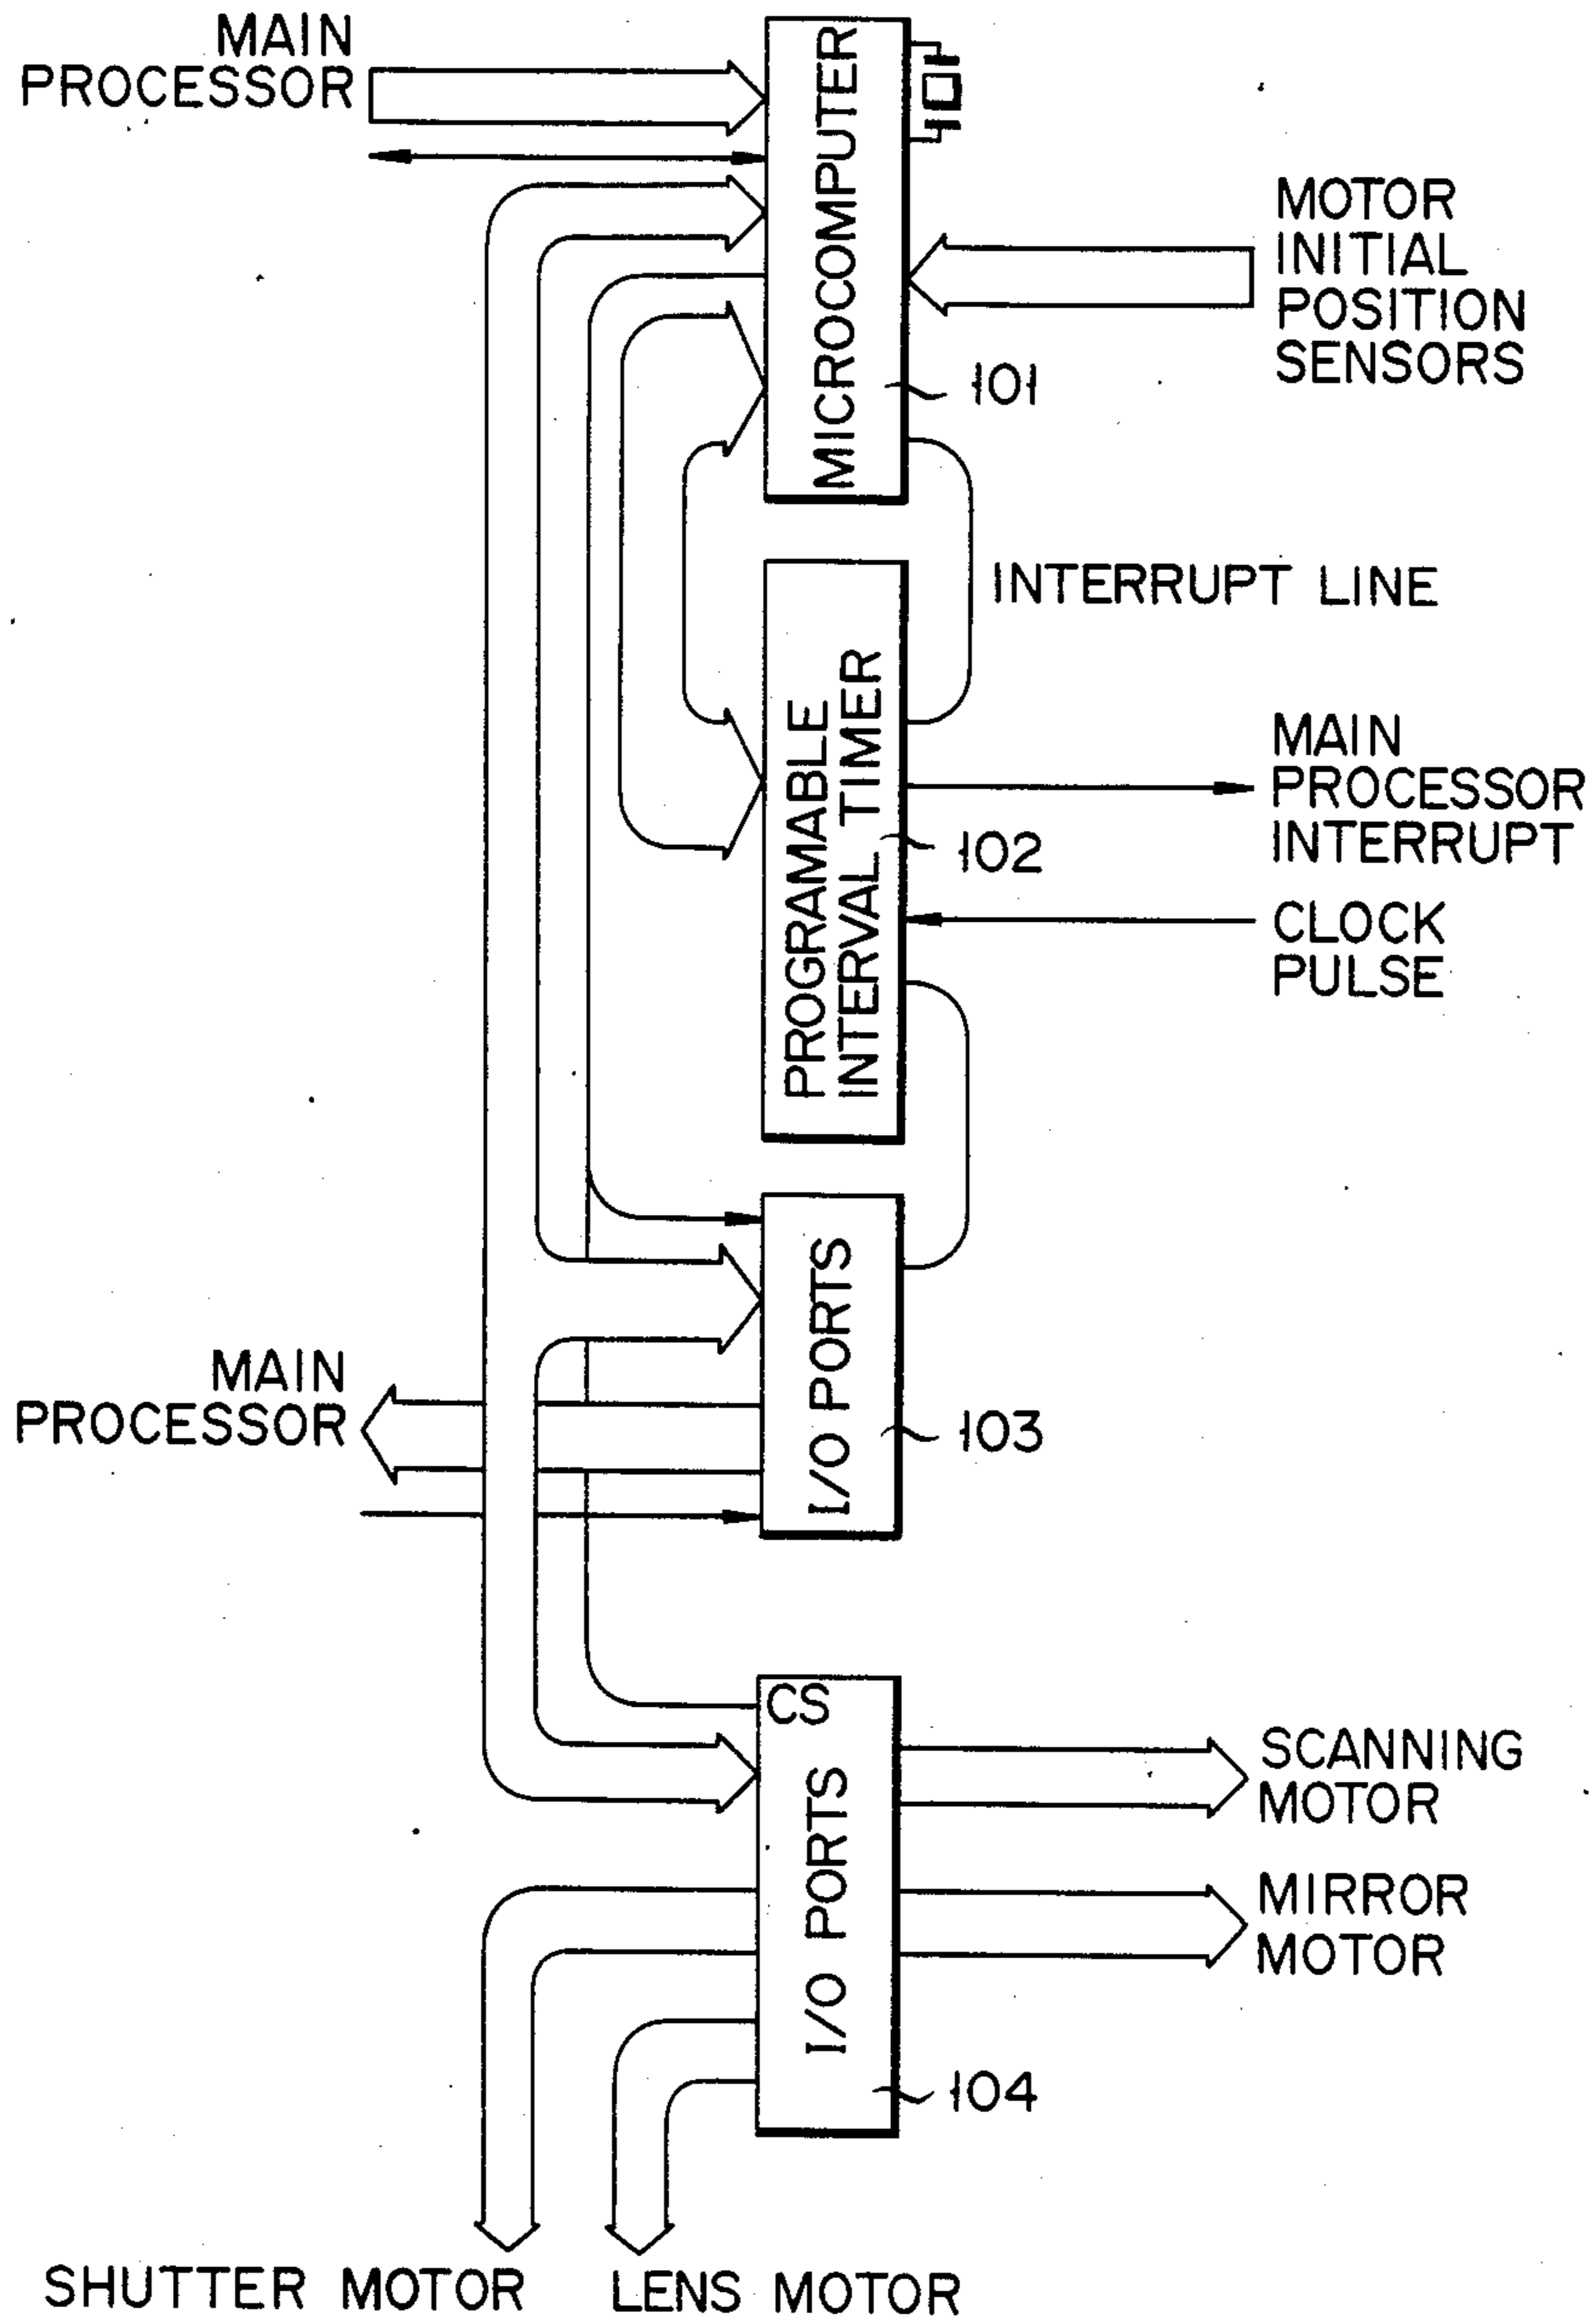 MAIN
PROCESSOR
MICROCOMPUTER
MOTOR
INITIAL
POSITION
SENSORS
101
INTERRUPT LINE
PROGRAMABLE
INTERVAL TIMER
MAIN
PROCESSOR
INTERRUPT
102
CLOCK
PULSE
MAIN
PROCESSOR
I/O PORTS
103
CS
I/O PORTS
SCANNING
MOTOR
MIRROR
MOTOR
104
SHUTTER MOTOR
LENS MOTOR